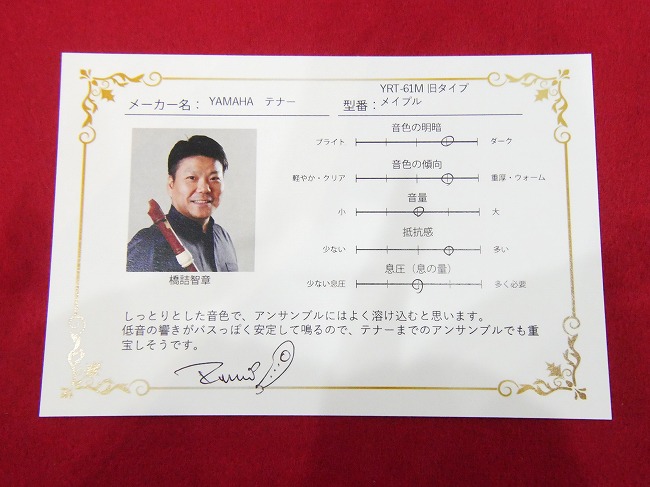 YRT-61M 旧タイプ
メーカー名： YAMAHA テナー 型番： メイプル
音色の明暗
ブライト ダーク
音色の傾向
軽やか・クリア 重厚・ウォーム
音量
小 大
抵抗感
少ない 多い
息圧（息の量）
少ない息圧 多く必要
橋詰智章
しっとりとした音色で、アンサンブルにはよく溶け込むと思います。
低音の響きがバスっぽく安定して鳴るので、テナーまでのアンサンブルでも重
宝しそうです。